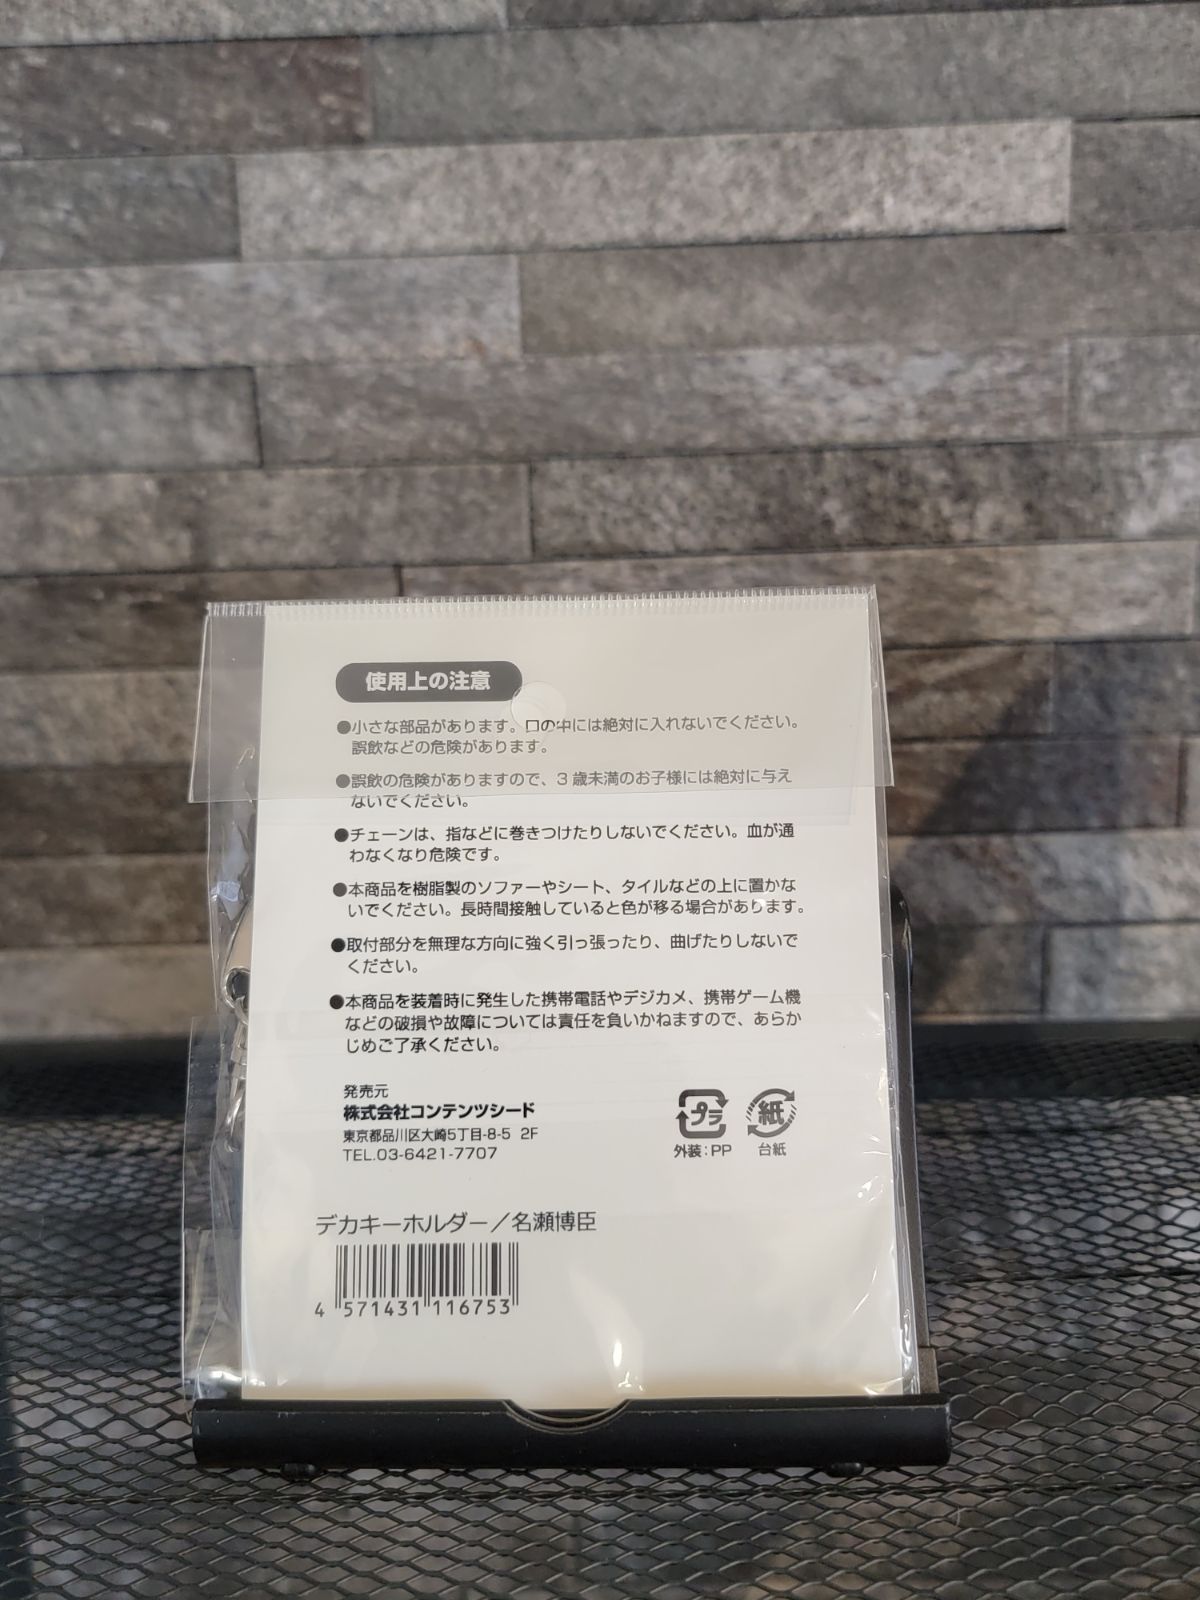 使用上の注意
●小さな部品があります。口の中には絶対に入れないでください。
誤飲などの危険があります。
●誤飲の危険がありますので、3歳未満のお子様には絶対に与え
ないでください。
●チェーンは、指などに巻きつけたりしないでください。血が通
わなくなり危険です。
●本商品を樹脂製のソファーやシート、タイルなどの上に置かな
いでください。長時間接触していると色が移る場合があります。
●取付部分を無理な方向に強く引っ張ったり、曲げたりしないで
ください。
●本商品を装着時に発生した携帯電話やデジカメ、携帯ゲーム機
などの破損や故障については責任を負いかねますので、あらか
じめご了承ください。
発売元
株式会社コンテンツシード
東京都品川区大崎5丁目-8-5 2F
TEL.03-6421-7707
プラ
外装:PP
紙
台紙
デカキーホルダー/名瀬博臣
4 571431 116753